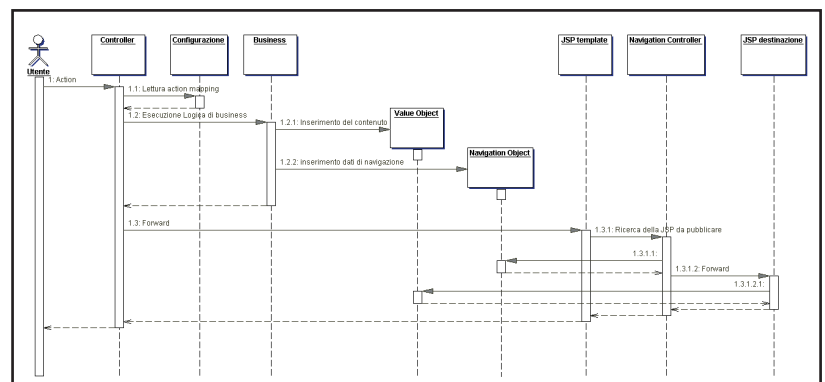 Controller
Configurazione
Business
JSP template
Navigation Controller
JSP destinazione
Utente
1: Action
1.1: Lettura action mapping
1.2: Esecuzione Logica di business
1.2.1: Inserimento del contenuto
Value Object
1.2.2: inserimento dati di navigazione
Navigation Object
1.3: Forward
1.3.1: Ricerca della JSP da pubblicare
1.3.1.1:
1.3.1.2: Forward
1.3.1.2.1: